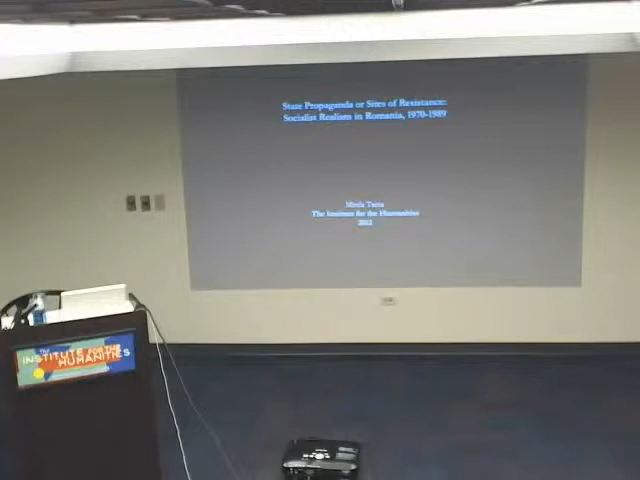 State Propaganda or Sites of Resistance:
Socialist Realism in Romania, 1970-1989
The Institute for the Humanities
2012
THE
INSTITUTE FOR THE
HUMANITIES